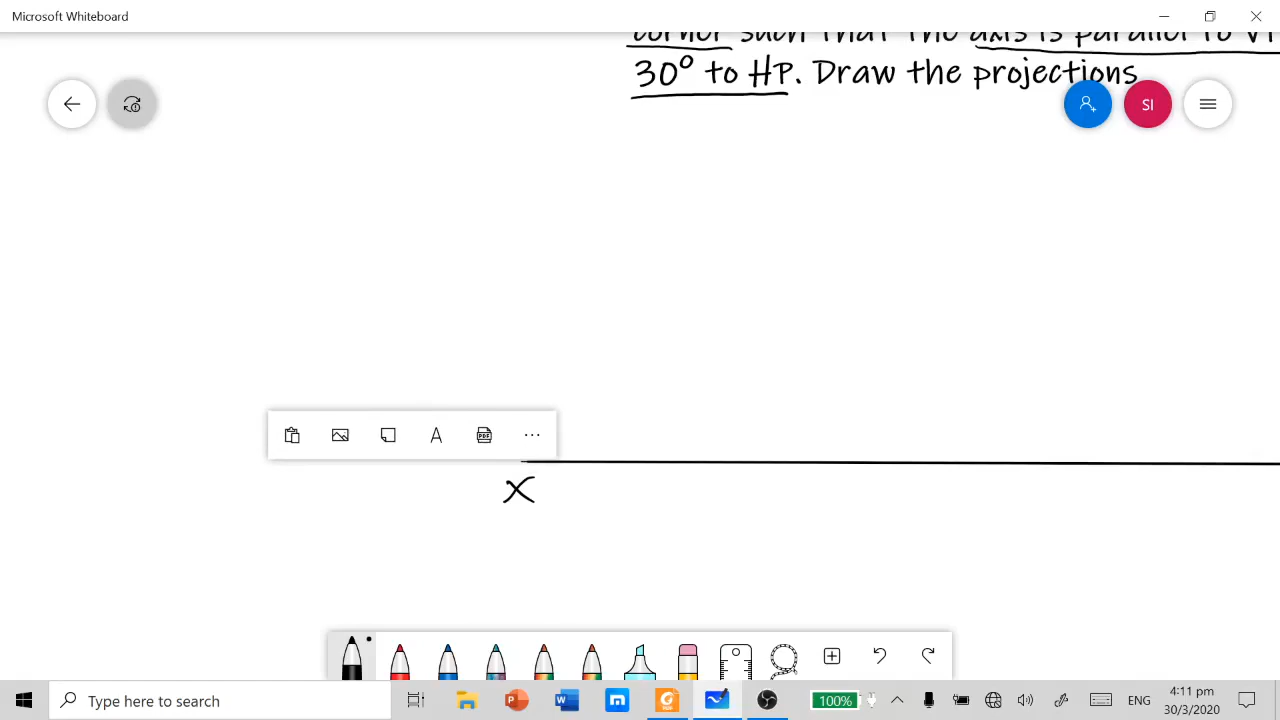 Microsoft Whiteboard
corner such that the axis is parallel to
30° to HP. Draw the projections
SI
A
PDF
X
Type here to search
100%
ENG
4:11 pm
30/3/2020